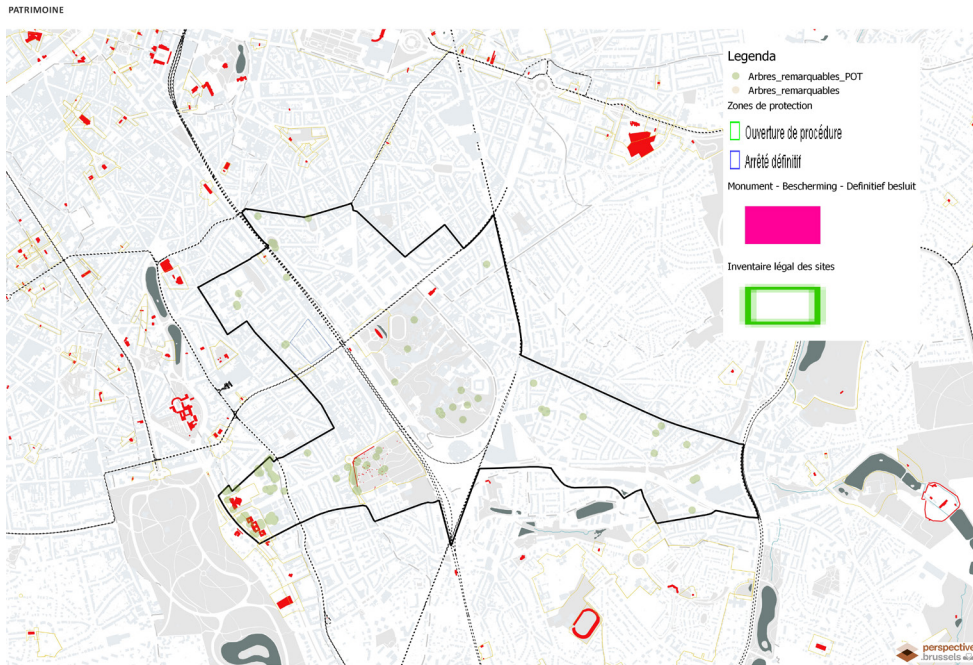 PATRIMOINE
Legenda
Arbres_remarquables_POT
Arbres_remarquables
Zones de protection
Ouverture de procédure
Arrêté définitif
Monument - Bescherming - Definitief besluit
Inventaire légal des sites
perspective
.brussels